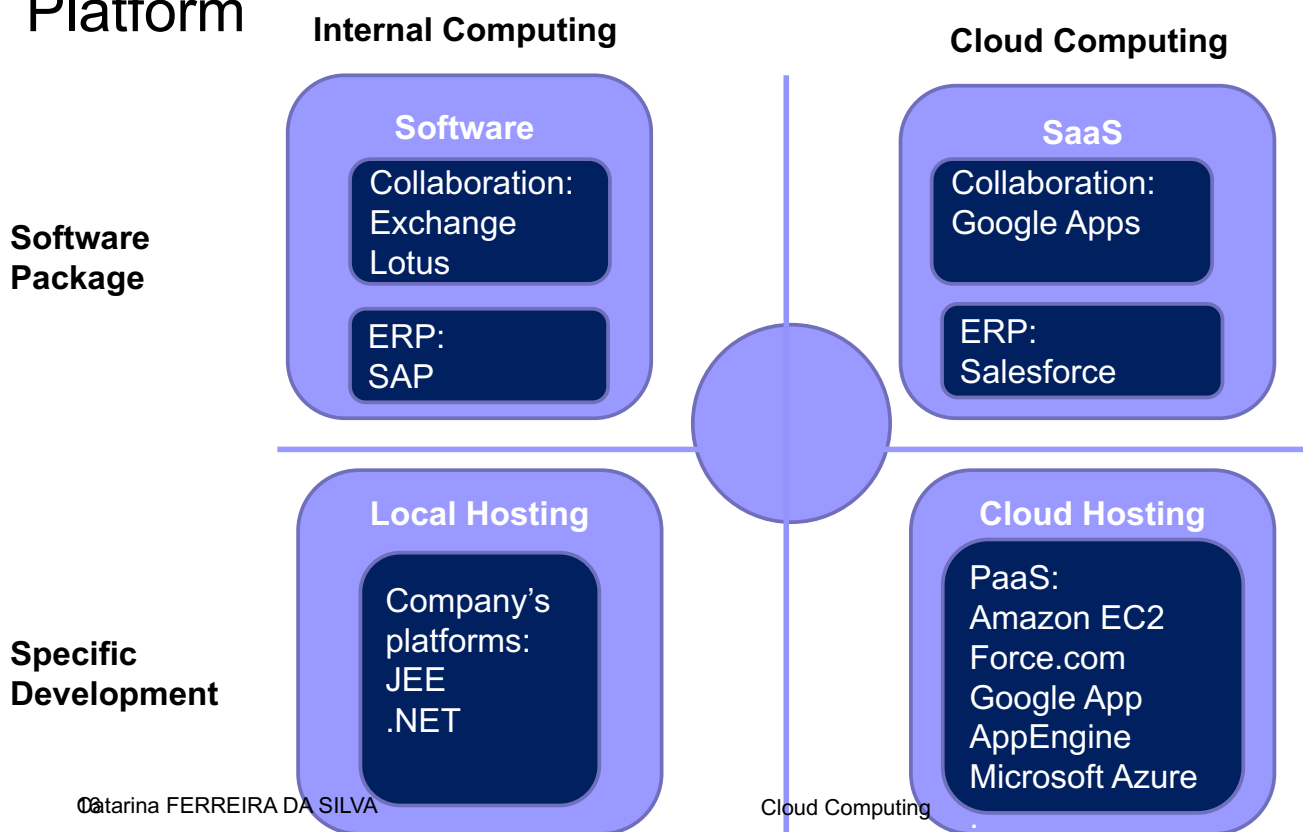 Platform
Internal Computing
Cloud Computing
Software
Package
Software
Collaboration:
Exchange
Lotus
ERP:
SAP
SaaS
Collaboration:
Google Apps
ERP:
Salesforce
Specific
Development
Local Hosting
Company’s
platforms:
JEE
.NET
Cloud Hosting
PaaS:
Amazon EC2
Force.com
Google App
AppEngine
Microsoft Azure
.
Catarina FERREIRA DA SILVA
Cloud Computing